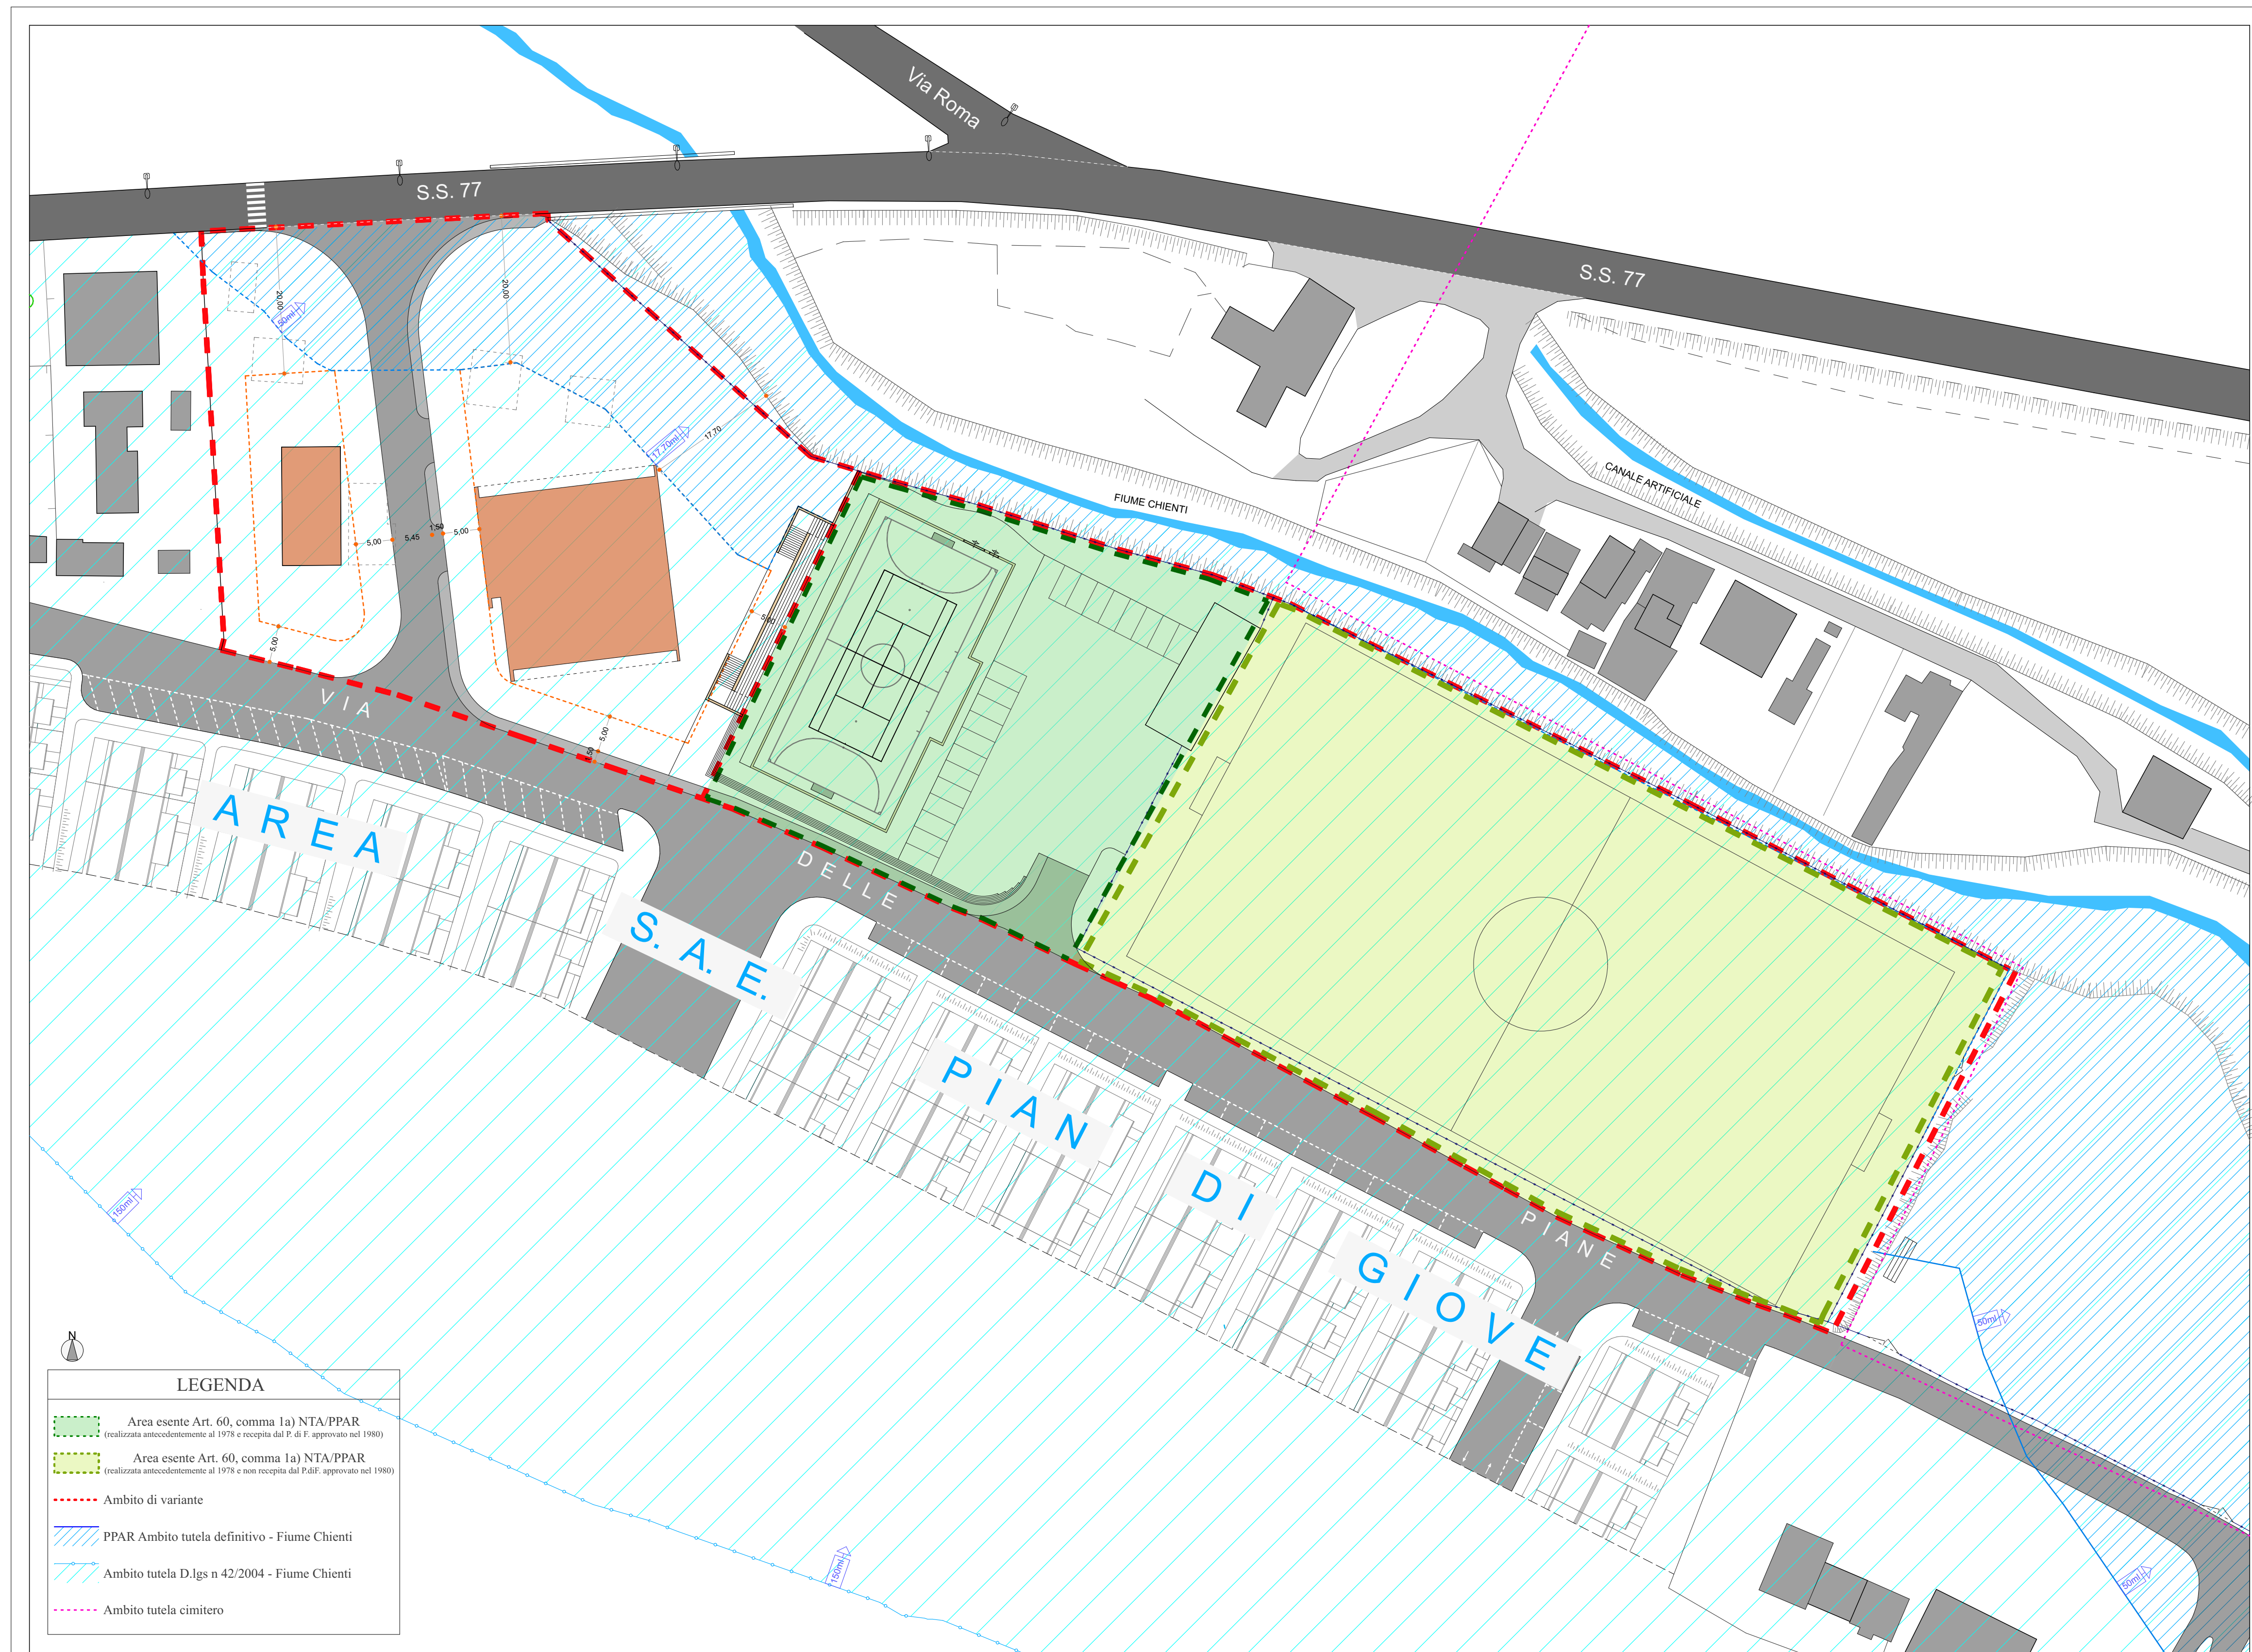 Via Roma
S.S. 77
S.S. 77
20,00
20,00
50ml
17,70ml
17,70
CANALE ARTIFICIALE
FIUME CHIENTI
5,00
5,45
1,50
5,00
5,00
5,00
5,00
1,50
VIA
DELLE
PIANE
AREA
S. A. E.
PIAN
DI
GIOVE
150ml
150ml
50ml
50ml
N
LEGENDA
Area esente Art. 60, comma 1a) NTA/PPAR
(realizzata antecedentemente al 1978 e recepita dal P. di F. approvato nel 1980)
Area esente Art. 60, comma 1a) NTA/PPAR
(realizzata antecedentemente al 1978 e non recepita dal P.diF. approvato nel 1980)
Ambito di variante
PPAR Ambito tutela definitivo - Fiume Chienti
Ambito tutela D.lgs n 42/2004 - Fiume Chienti
Ambito tutela cimitero